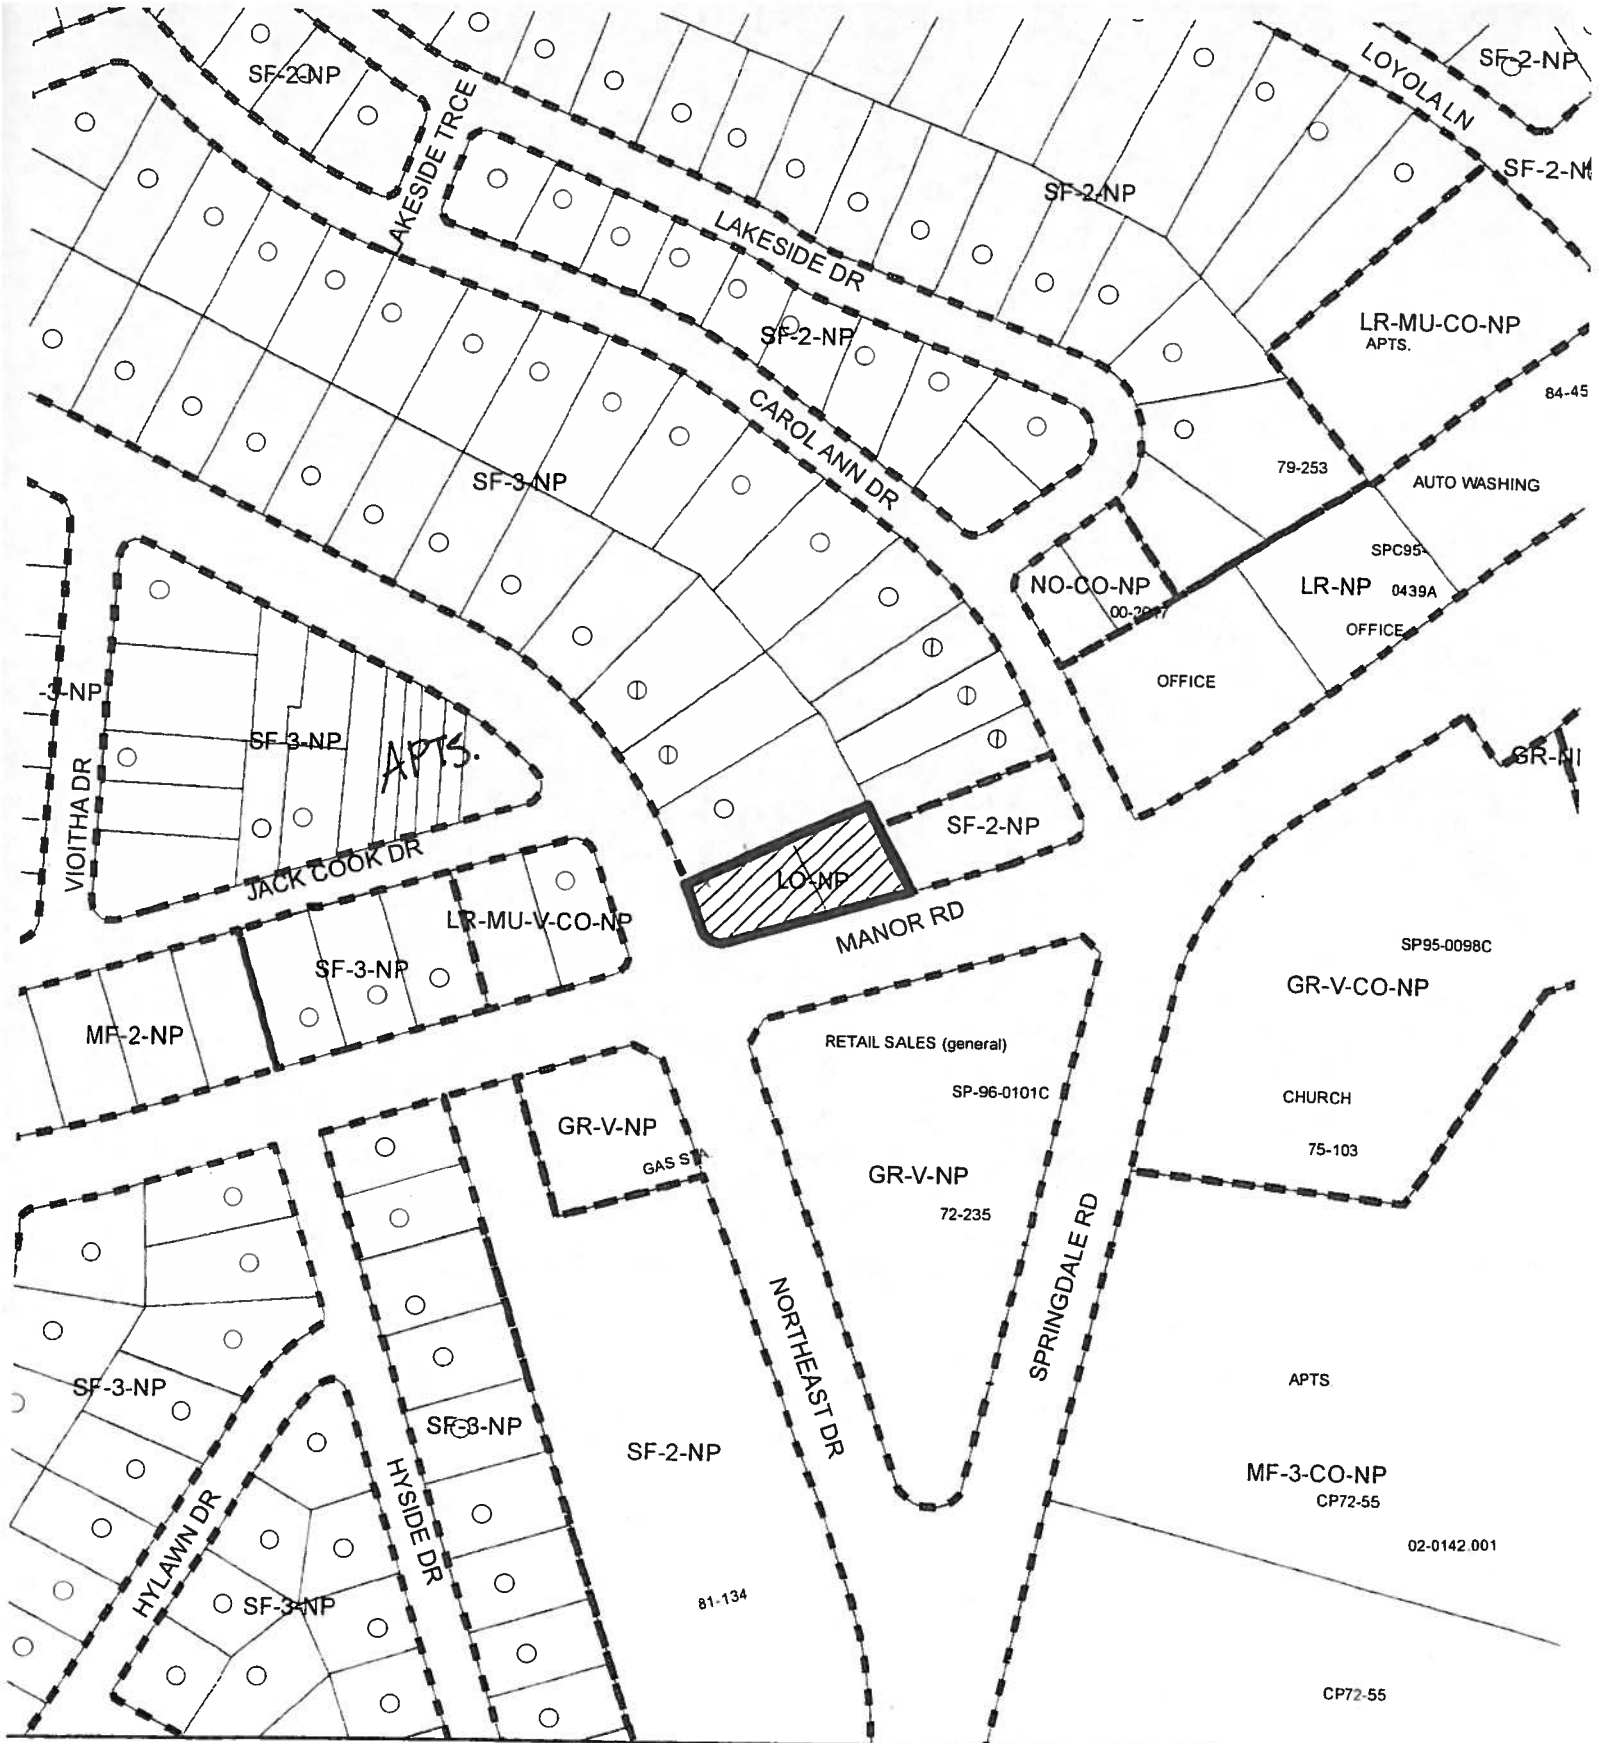 SF-2-NP
LOYOLA LN
SF-2-NP
LAKESIDE TRCE
SF-2-NP
LAKESIDE DR
SF-2-NP
LR-MU-CO-NP
APTS.
SF-2-NP
84-45
CAROL ANN DR
79-253
SF-3-NP
AUTO WASHING
SPC95-
0439A
LR-NP
NO-CO-NP
OFFICE
OFFICE
-3-NP
SF-3-NP
APTS.
VIOITHA DR
SF-2-NP
JACK COOK DR
LO-NP
MANOR RD
LR-MU-V-CO-NP
SF-3-NP
MF-2-NP
SP95-0098C
GR-V-CO-NP
RETAIL SALES (general)
SP-96-0101C
CHURCH
75-103
GR-V-NP
GAS STA
GR-V-NP
72-235
SPRINGDALE RD
NORTHEAST DR
SF-3-NP
SF-3-NP
SF-2-NP
APTS
MF-3-CO-NP
CP72-55
02-0142.001
HYSIDE DR
HYLAWN DR
SF-3-NP
81-134
CP72-55